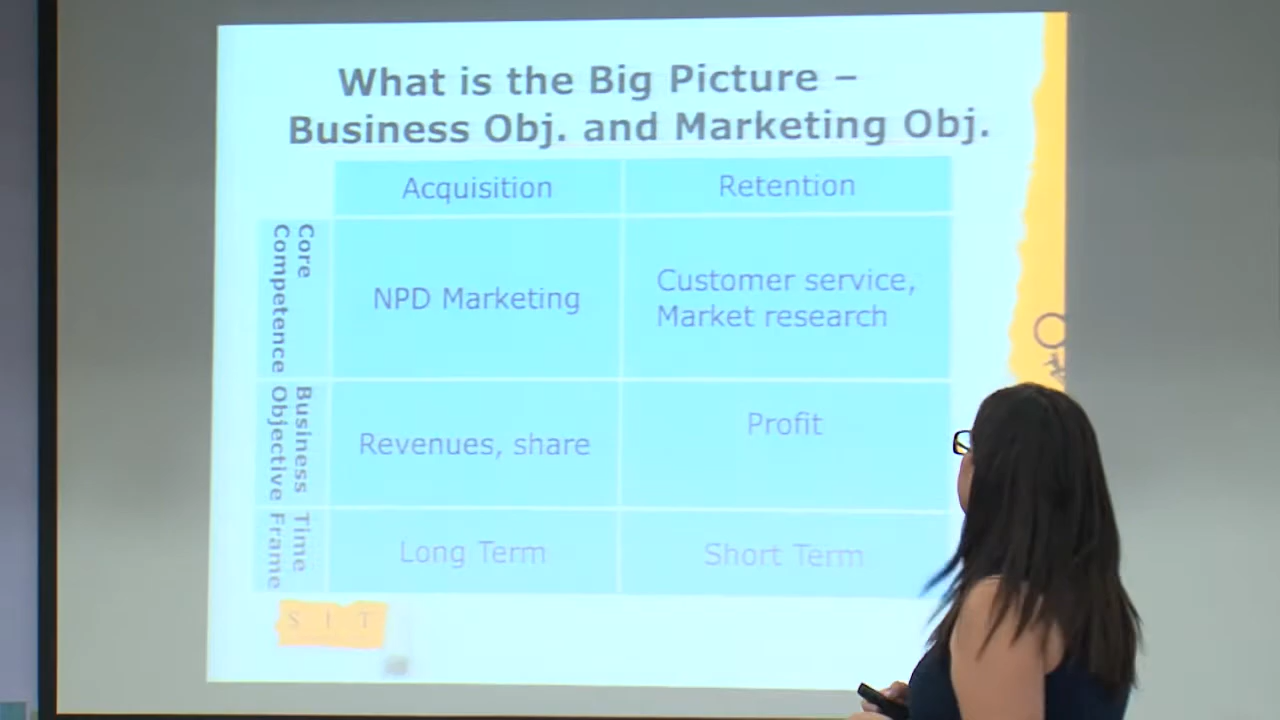 What is the Big Picture –
Business Obj. and Marketing Obj.
Acquisition
Retention
Core
Competence
NPD Marketing
Customer service,
Market research
Business
Objective
Revenues, share
Profit
Time
Frame
Long Term
Short Term
S I T